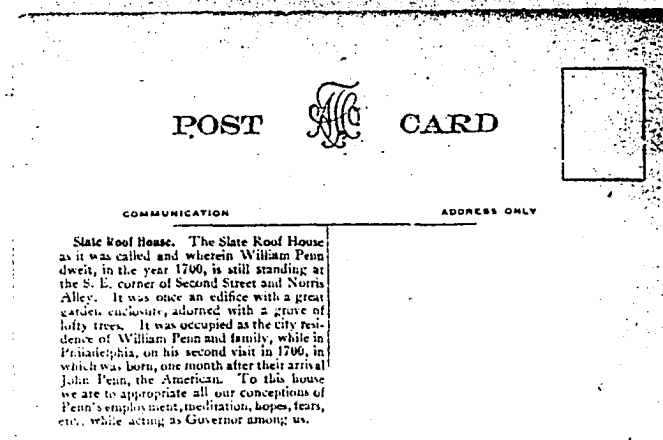 POST CARD
COMMUNICATION
ADDRESS ONLY
Slate Roof House. The Slate Roof House
as it was called and wherein William Penn
dwelt, in the year 1700, is still standing at
the S. E. corner of Second Street and Norris
Alley. It was once an edifice with a great
garden enclosure, adorned with a grove of
lofty trees. It was occupied as the city resi-
dence of William Penn and family, while in
Philadelphia, on his second visit in 1700, in
which was born, one month after their arrival
John Penn, the American. To this house
we are to appropriate all our conceptions of
Penn's employment, meditation, hopes, fears,
etc., while acting as Governor among us.